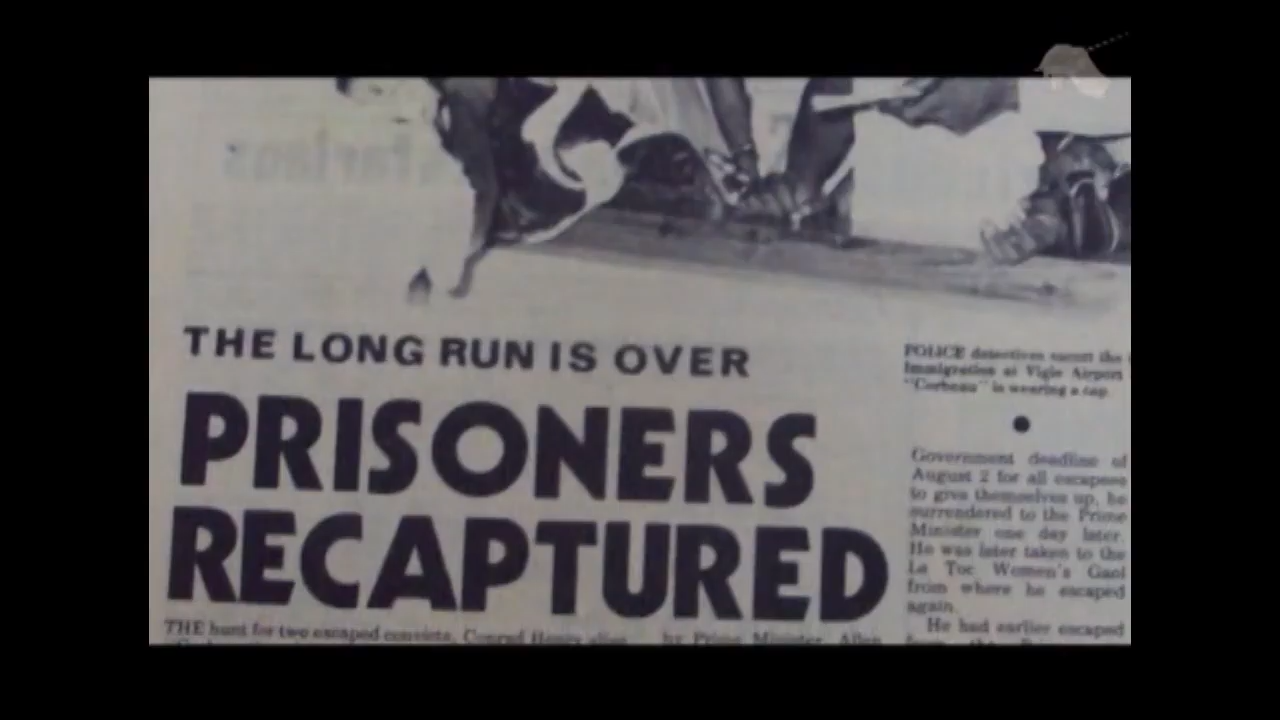 THE LONG RUN IS OVER
PRISONERS
RECAPTURED
THE hunt for two escaped convicts, Conrad Henry alias
by Prime Minister, Allen
POLICE detectives escort the
Immigration at Vigie Airport
"Corbeau" is wearing a cap.
Government deadline of
August 2 for all escapees
to give themselves up, he
surrendered to the Prime
Minister one day later.
He was later taken to the
La Toc Women's Gaol
from where he escaped
again.
He had earlier escaped